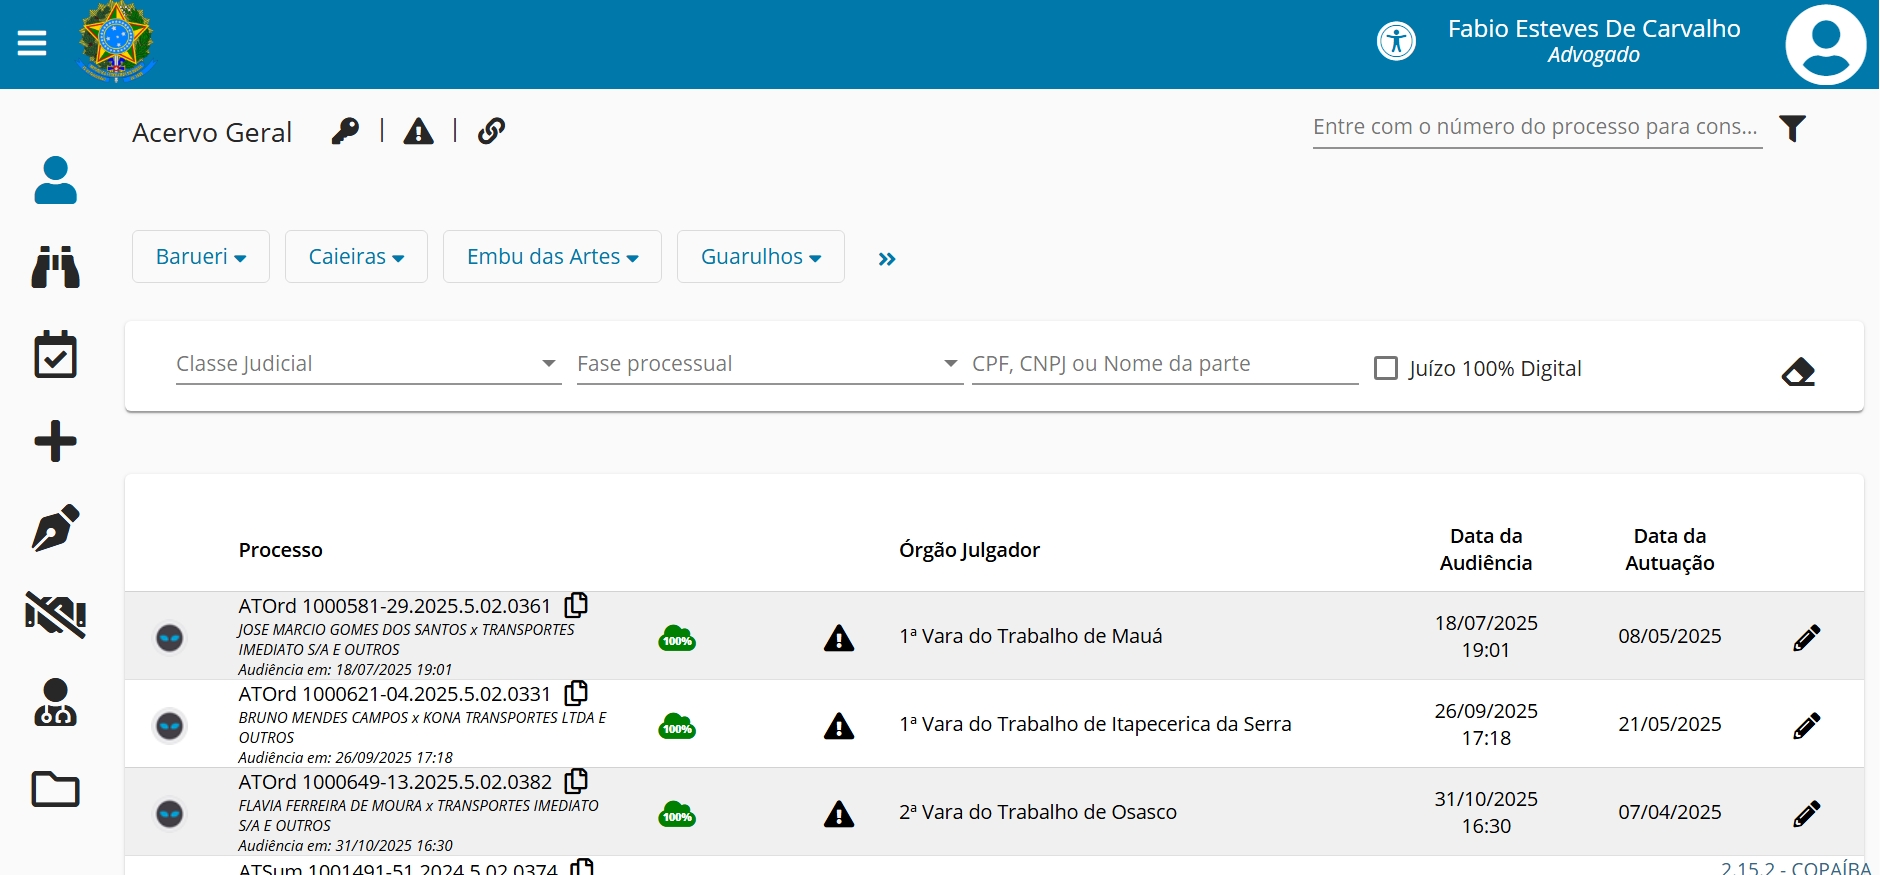 Fabio Esteves De Carvalho
Advogado
Acervo Geral
Entre com o número do processo para cons...
Barueri
Caieiras
Embu das Artes
Guarulhos
Classe Judicial
Fase processual
CPF, CNPJ ou Nome da parte
Juízo 100% Digital
Processo
Órgão Julgador
Data da
Audiência
Data da
Autuação
ATOrd 1000581-29.2025.5.02.0361
JOSE MARCIO GOMES DOS SANTOS x TRANSPORTES
IMEDIATO S/A E OUTROS
Audiência em: 18/07/2025 19:01
100%
1ª Vara do Trabalho de Mauá
18/07/2025
19:01
08/05/2025
ATOrd 1000621-04.2025.5.02.0331
BRUNO MENDES CAMPOS x KONA TRANSPORTES LTDA E
OUTROS
Audiência em: 26/09/2025 17:18
100%
1ª Vara do Trabalho de Itapecerica da Serra
26/09/2025
17:18
21/05/2025
ATOrd 1000649-13.2025.5.02.0382
FLAVIA FERREIRA DE MOURA x TRANSPORTES IMEDIATO
S/A E OUTROS
Audiência em: 31/10/2025 16:30
100%
2ª Vara do Trabalho de Osasco
31/10/2025
16:30
07/04/2025
ATSum 1001491-51.2024.5.02.0374
2.15.2 - COPAÍBA